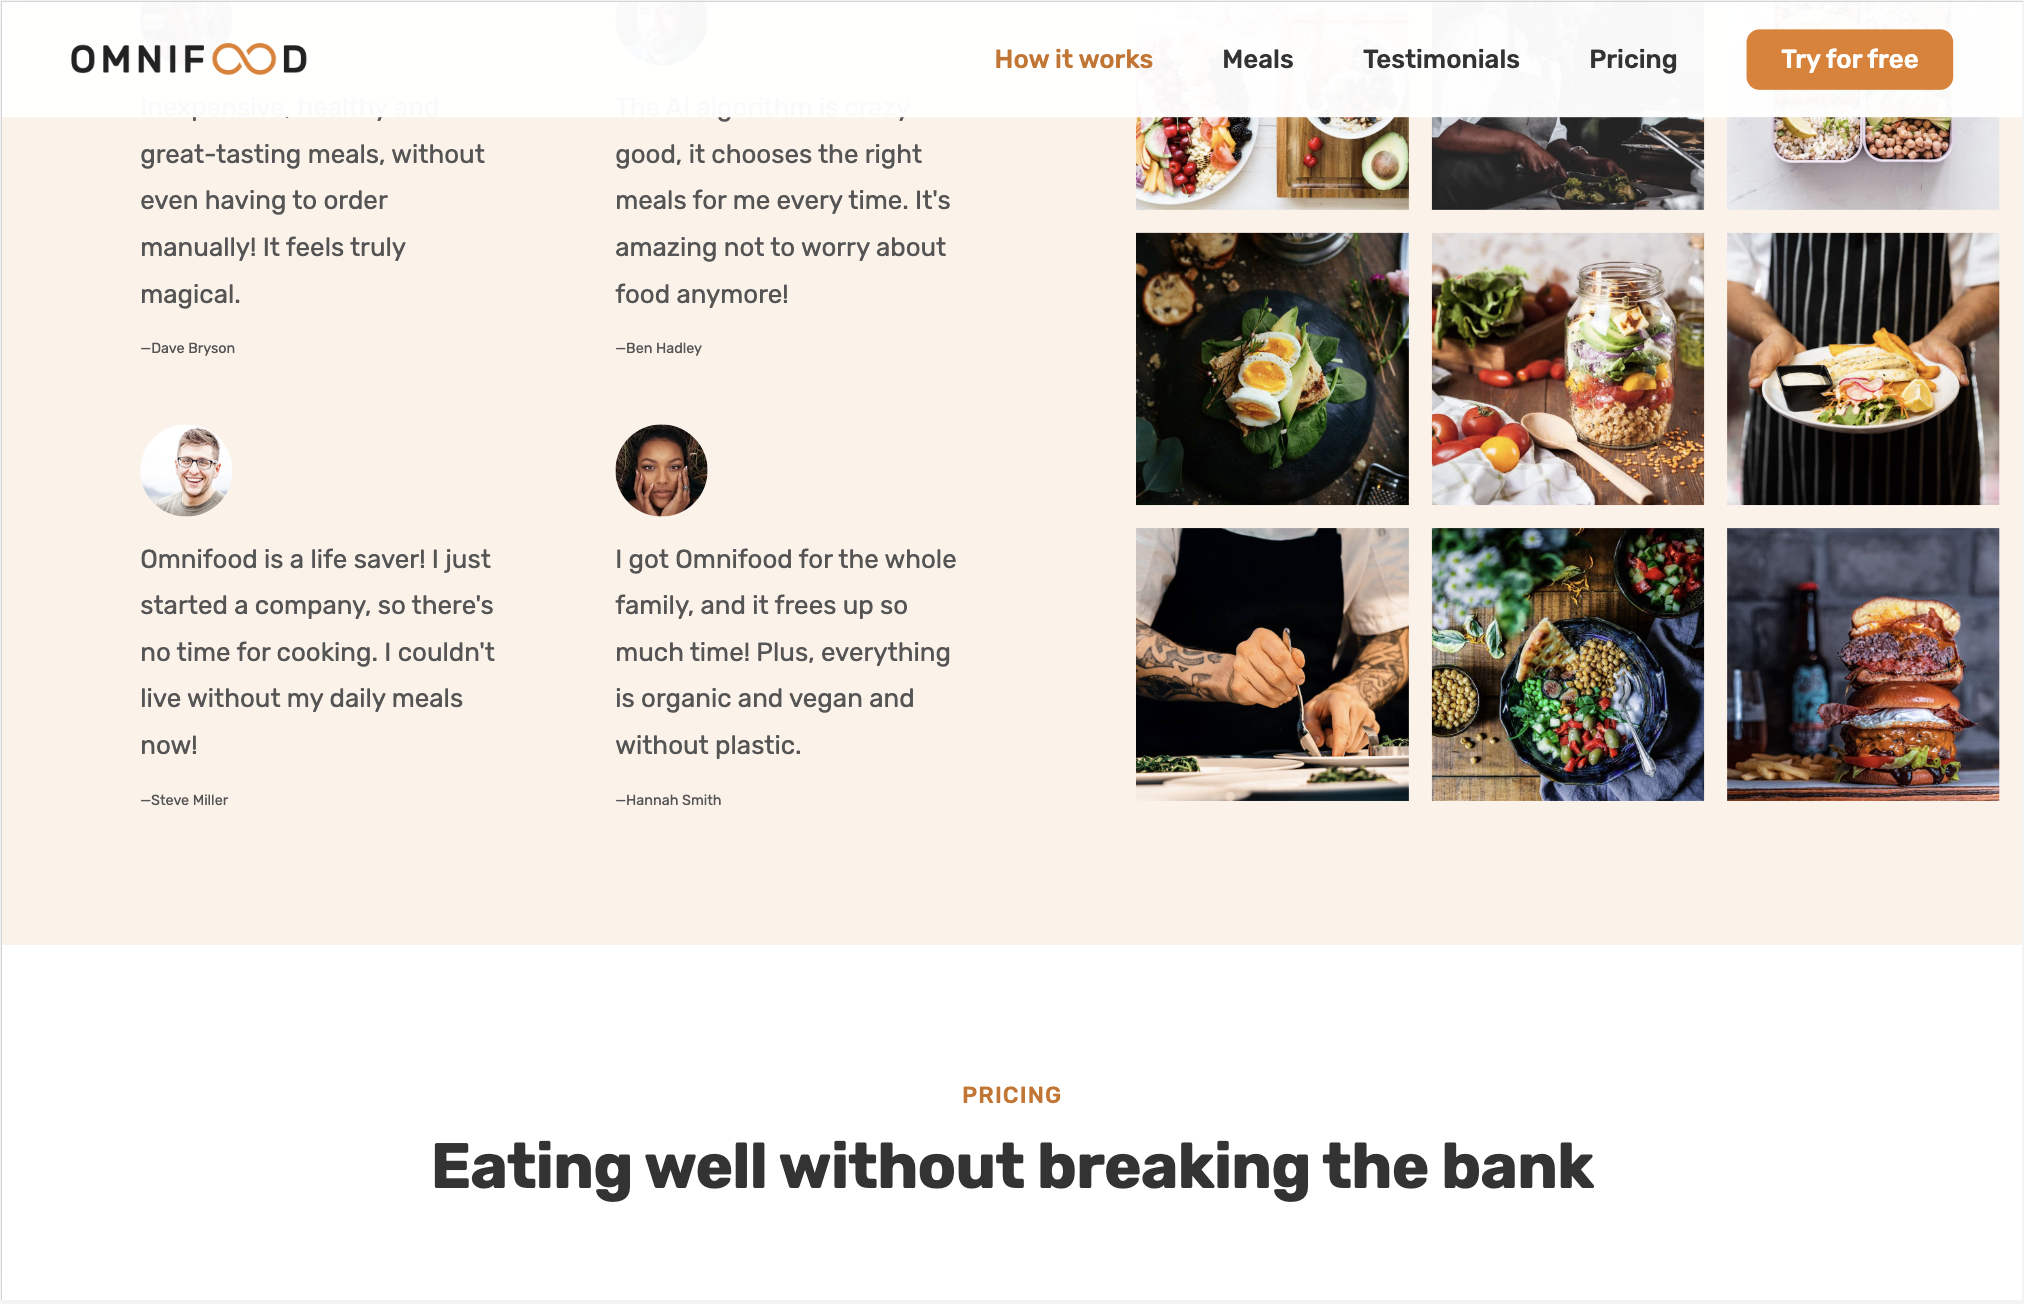 OMNIFOOD
How it works Meals Testimonials Pricing Try for free
Inexpensive, healthy and
great-tasting meals, without
even having to order
manually! It feels truly
magical.
—Dave Bryson
The AI algorithm is crazy
good, it chooses the right
meals for me every time. It's
amazing not to worry about
food anymore!
—Ben Hadley
Omnifood is a life saver! I just
started a company, so there's
no time for cooking. I couldn't
live without my daily meals
now!
—Steve Miller
I got Omnifood for the whole
family, and it frees up so
much time! Plus, everything
is organic and vegan and
without plastic.
—Hannah Smith
PRICING
Eating well without breaking the bank